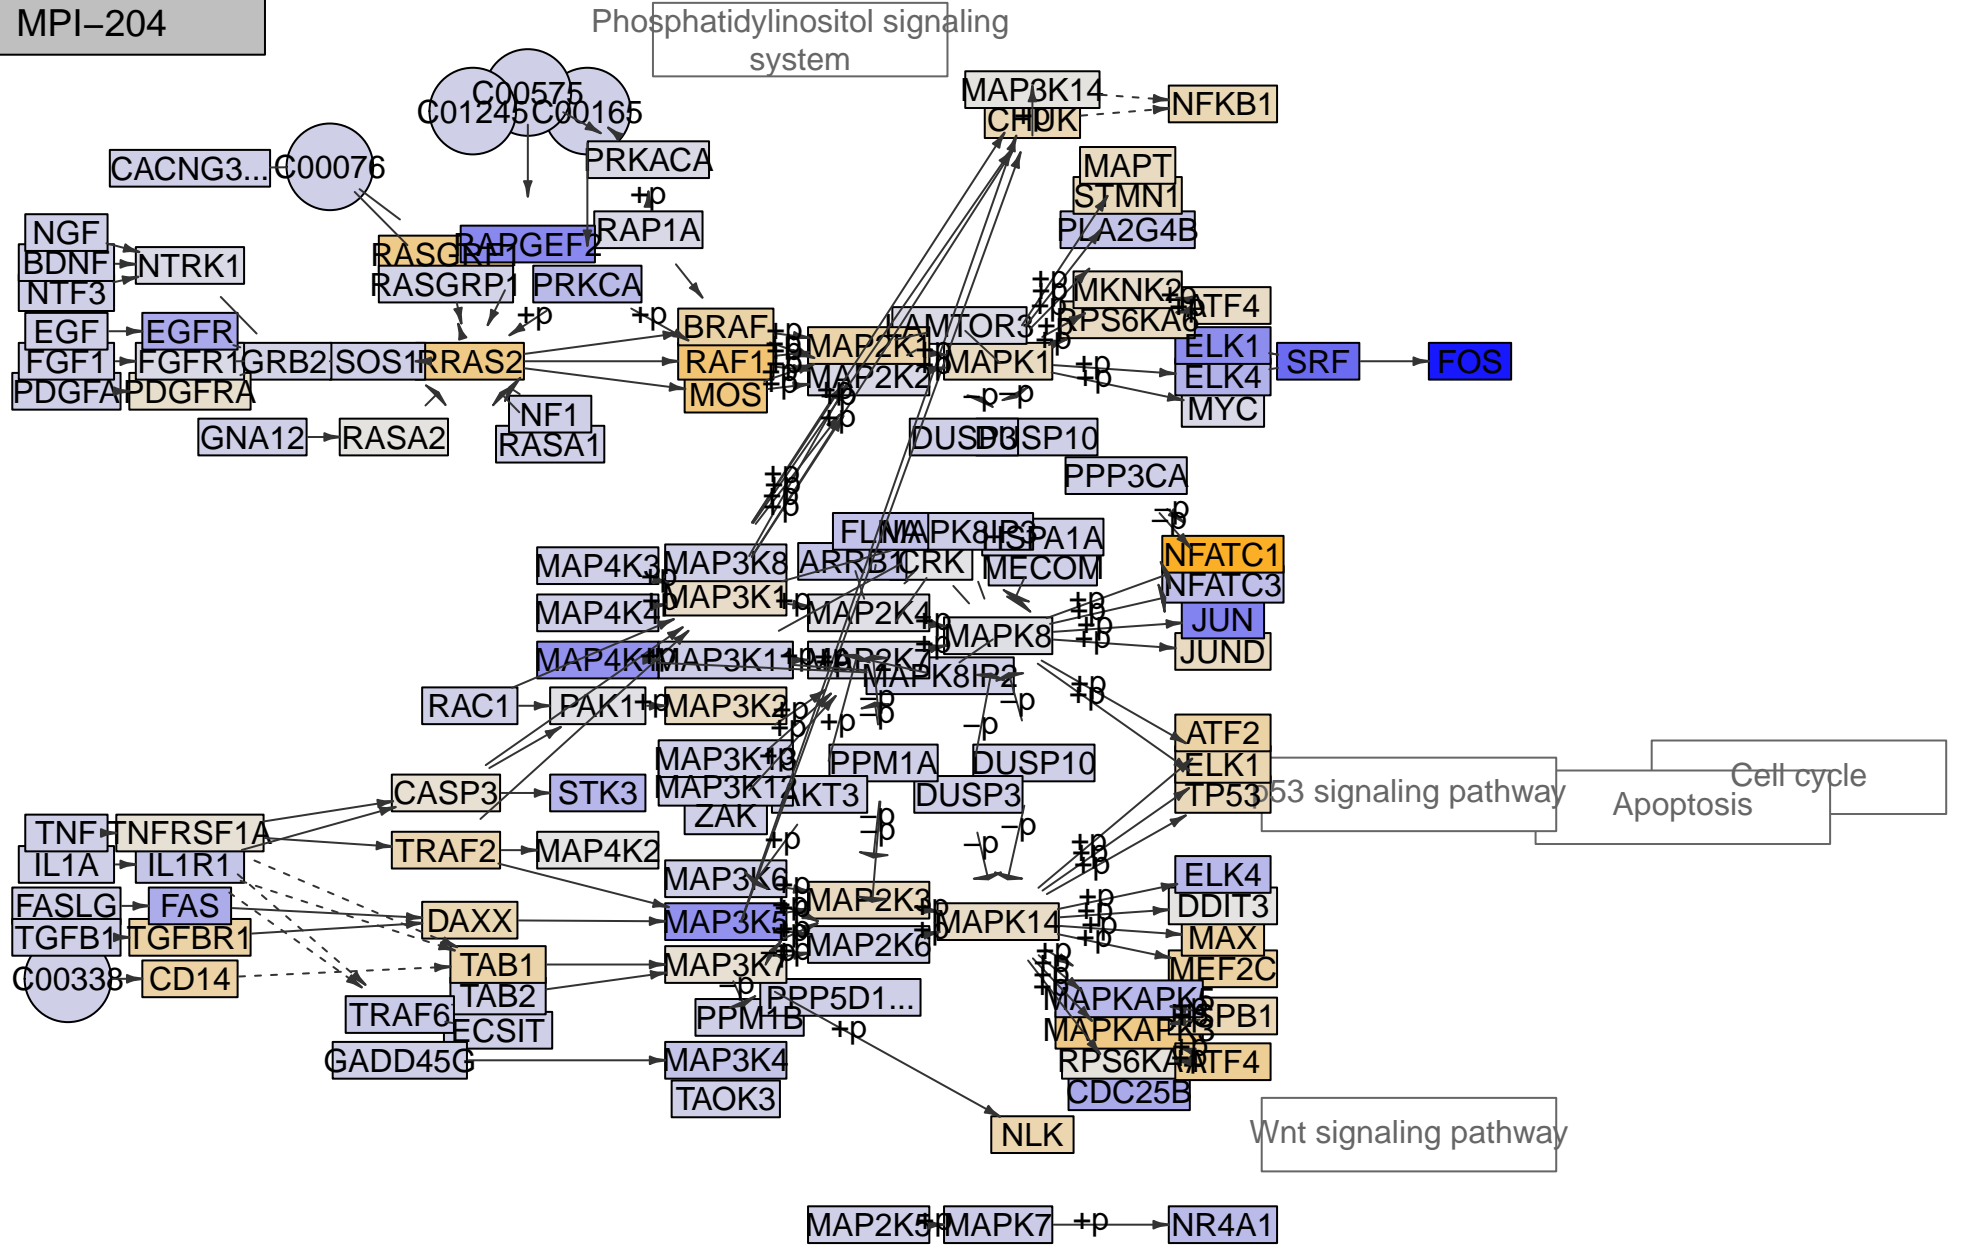 MPI−204
Phosphatidylinositol signaling
system
C00575
C01245
C00165
MAP3K14
CHUK
+p
NFKB1
CACNG3...
C00076
PRKACA
+p
MAPT
STMN1
PLA2G4B
NGF
BDNF
NTF3
NTRK1
RASGRF1
RAPGEF2
RAP1A
RASGRP1
PRKCA
+p
+p
MKNK2
RPS6KA6
ATF4
EGF
EGFR
FGF1
FGFR1
GRB2
SOS1
RRAS2
PDGFA
PDGFRA
BRAF
RAF1
MOS
+p
+p
+p
LAMTOR3
MAP2K1
MAP2K2
+p
MAPK1
+p
+p
+p
+p
ELK1
ELK4
MYC
SRF
FOS
GNA12
RASA2
NF1
RASA1
−p
−p
DUSP3
DUSP10
PPP3CA
+p
+p
+p
+p
+p
+p
−p
−p
FLNA
MAPK8IP3
HSPA1A
ARRB1
CRK
MECOM
NFATC1
NFATC3
JUN
JUND
MAP4K3
MAP3K8
+p
MAP3K1
+p
MAP4K4
+p
MAP2K4
+p
MAPK8
+p
+p
+p
+p
MAP4K1
MAP3K11
+p
MAP2K7
+p
MAPK8IP2
+p
+p
RAC1
PAK1
+p
MAP3K2
+p
+p
+p
−p
−p
−p
−p
ATF2
ELK1
TP53
p53 signaling pathway
Cell cycle
Apoptosis
MAP3K13
+p
MAP3K12
ZAK
AKT3
PPM1A
DUSP10
DUSP3
CASP3
STK3
TNF
TNFRSF1A
TRAF2
MAP4K2
IL1A
IL1R1
+p
−p
−p
−p
−p
+p
+p
+p
MAP3K6
+p
FASLG
FAS
DAXX
MAP3K5
+p
MAP2K3
+p
MAPK14
+p
+p
+p
+p
ELK4
DDIT3
MAX
MEF2C
TGFB1
TGFBR1
MAP2K6
+p
C00338
CD14
TAB1
TAB2
MAP3K7
+p
+p
+p
+p
−p
PPP5D1...
PPM1B
+p
TRAF6
ECSIT
MAPKAPK5
MAPKAPK3
HSPB1
GADD45G
MAP3K4
TAOK3
ATF4
CDC25B
NLK
Wnt signaling pathway
MAP2K5
+p
MAPK7
+p
NR4A1